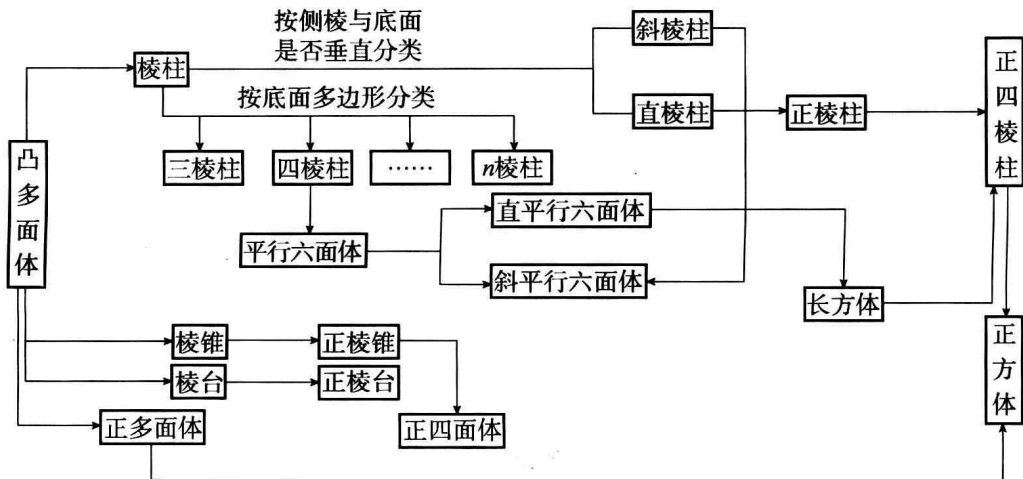 按侧棱与底面
是否垂直分类
斜棱柱
棱柱
按底面多边形分类
直棱柱
正棱柱
正四棱柱
凸多面体
三棱柱
四棱柱
……
n棱柱
直平行六面体
平行六面体
斜平行六面体
长方体
棱锥
正棱锥
正方体
棱台
正棱台
正多面体
正四面体